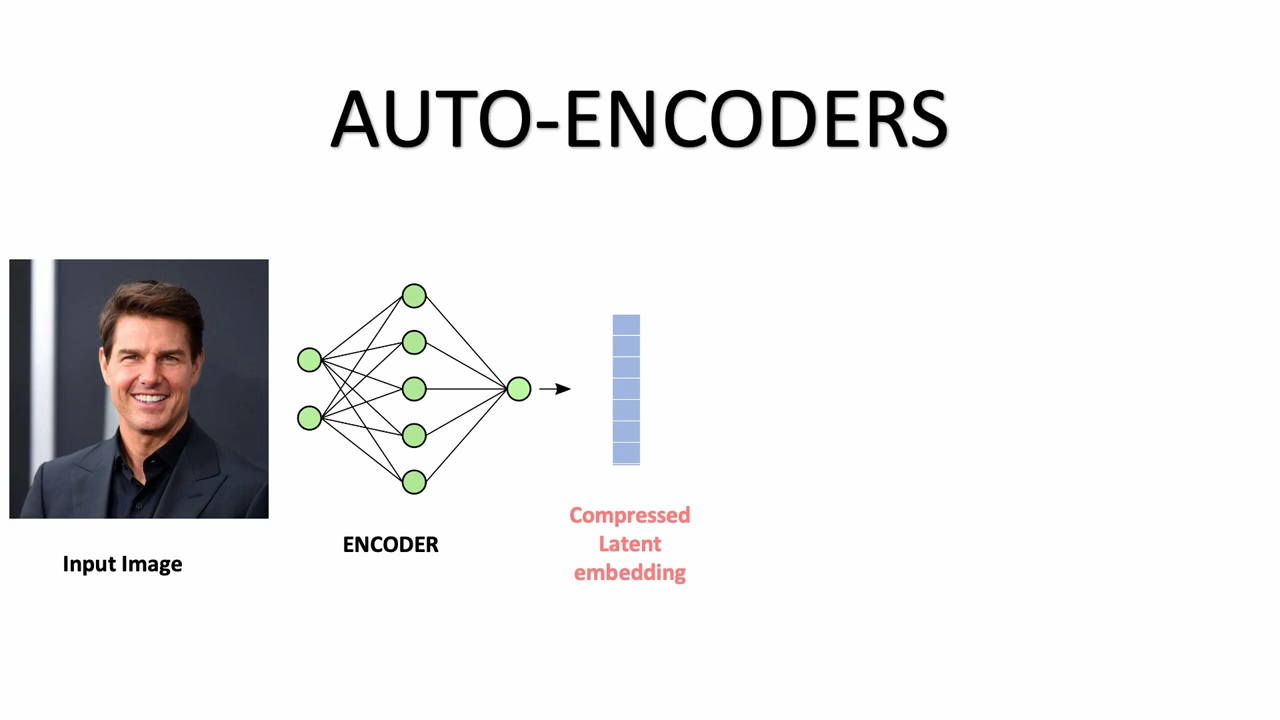 AUTO-ENCODERS
Input Image
ENCODER
Compressed
Latent
embedding